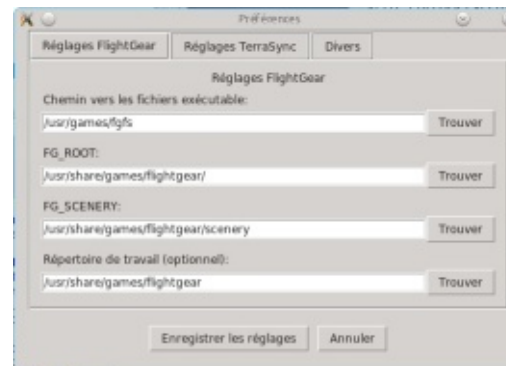 Préférences
Réglages FlightGear Réglages TerraSync Divers
Réglages FlightGear
Chemin vers les fichiers exécutable:
/usr/games/fgfs Trouver
FG_ROOT:
/usr/share/games/flightgear/ Trouver
FG_SCENERY:
/usr/share/games/flightgear/scenery Trouver
Répertoire de travail (optionnel):
/usr/share/games/flightgear Trouver
Enregistrer les réglages Annuler